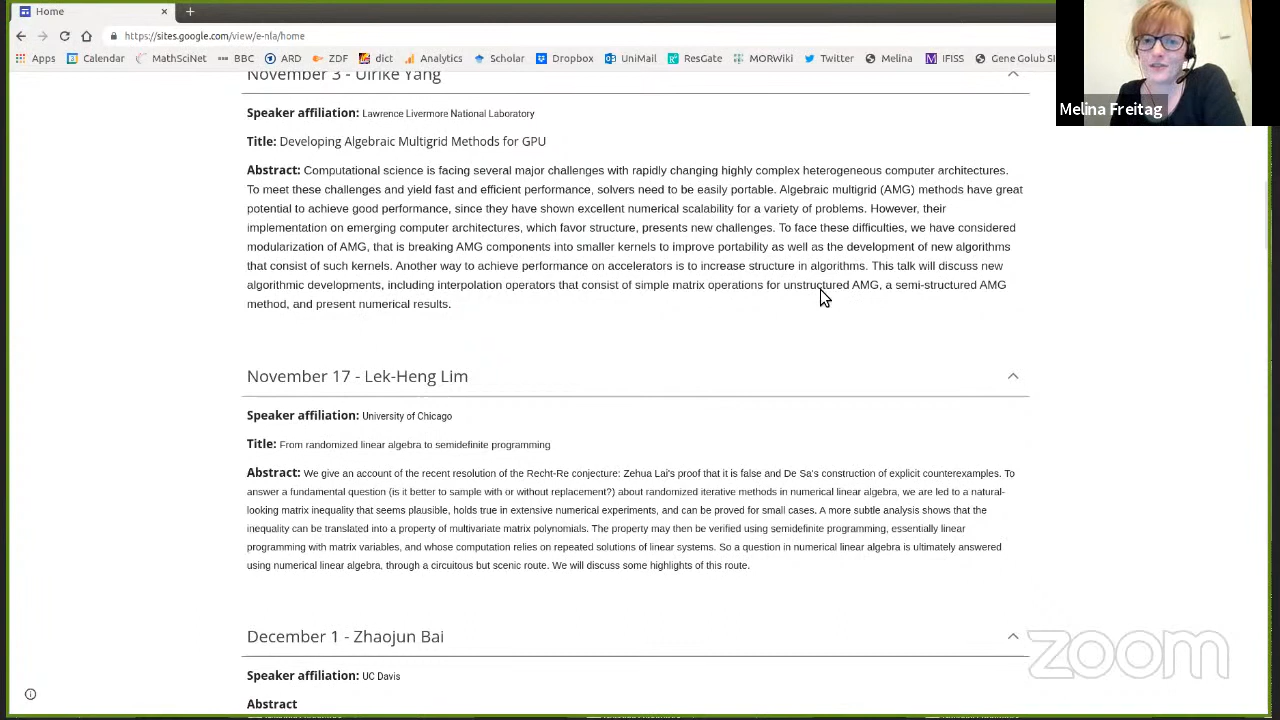 Home
https://sites.google.com/view/e-nla/home
Apps Calendar MathSciNet BBC ARD ZDF dict Analytics Scholar Dropbox UniMail ResGate MORWiki Twitter Melina IFISS Gene Golub SI
Melina Freitag
November 3 - Ulrike Yang
Speaker affiliation: Lawrence Livermore National Laboratory
Title: Developing Algebraic Multigrid Methods for GPU
Abstract: Computational science is facing several major challenges with rapidly changing highly complex heterogeneous computer architectures.
To meet these challenges and yield fast and efficient performance, solvers need to be easily portable. Algebraic multigrid (AMG) methods have great
potential to achieve good performance, since they have shown excellent numerical scalability for a variety of problems. However, their
implementation on emerging computer architectures, which favor structure, presents new challenges. To face these difficulties, we have considered
modularization of AMG, that is breaking AMG components into smaller kernels to improve portability as well as the development of new algorithms
that consist of such kernels. Another way to achieve performance on accelerators is to increase structure in algorithms. This talk will discuss new
algorithmic developments, including interpolation operators that consist of simple matrix operations for unstructured AMG, a semi-structured AMG
method, and present numerical results.
November 17 - Lek-Heng Lim
Speaker affiliation: University of Chicago
Title: From randomized linear algebra to semidefinite programming
Abstract: We give an account of the recent resolution of the Recht-Re conjecture: Zehua Lai's proof that it is false and De Sa's construction of explicit counterexamples. To
answer a fundamental question (is it better to sample with or without replacement?) about randomized iterative methods in numerical linear algebra, we are led to a natural-
looking matrix inequality that seems plausible, holds true in extensive numerical experiments, and can be proved for small cases. A more subtle analysis shows that the
inequality can be translated into a property of multivariate matrix polynomials. The property may then be verified using semidefinite programming, essentially linear
programming with matrix variables, and whose computation relies on repeated solutions of linear systems. So a question in numerical linear algebra is ultimately answered
using numerical linear algebra, through a circuitous but scenic route. We will discuss some highlights of this route.
December 1 - Zhaojun Bai
Speaker affiliation: UC Davis
Abstract
zoom